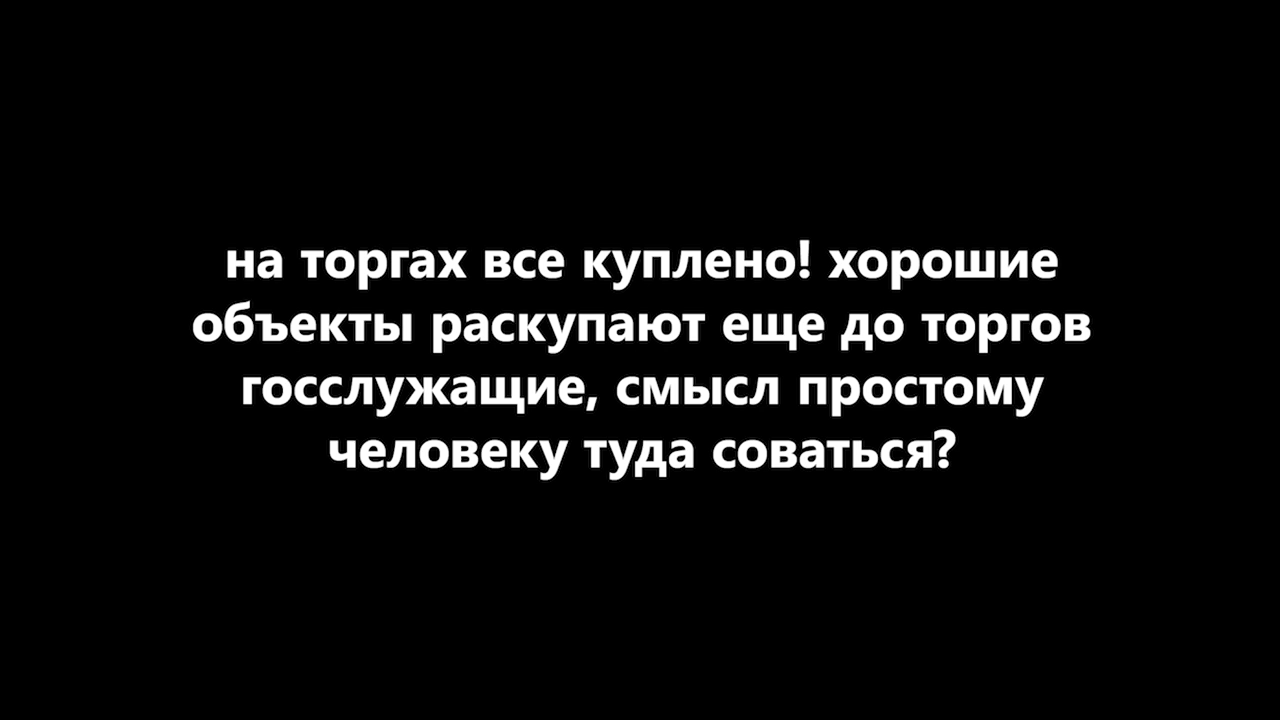 на торгах все куплено! хорошие
объекты раскупают еще до торгов
госслужащие, смысл простому
человеку туда соваться?